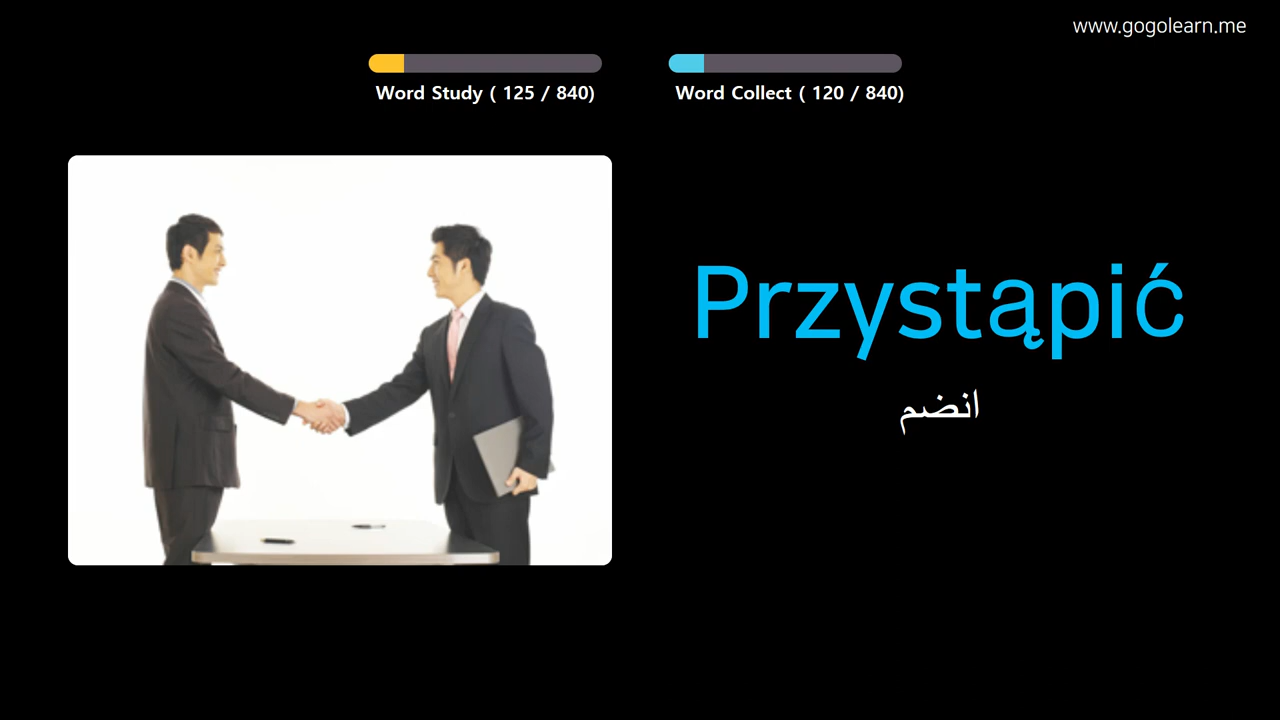 www.gogolearn.me
Word Study ( 125 / 840)
Word Collect ( 120 / 840)
Przystąpić
انضم